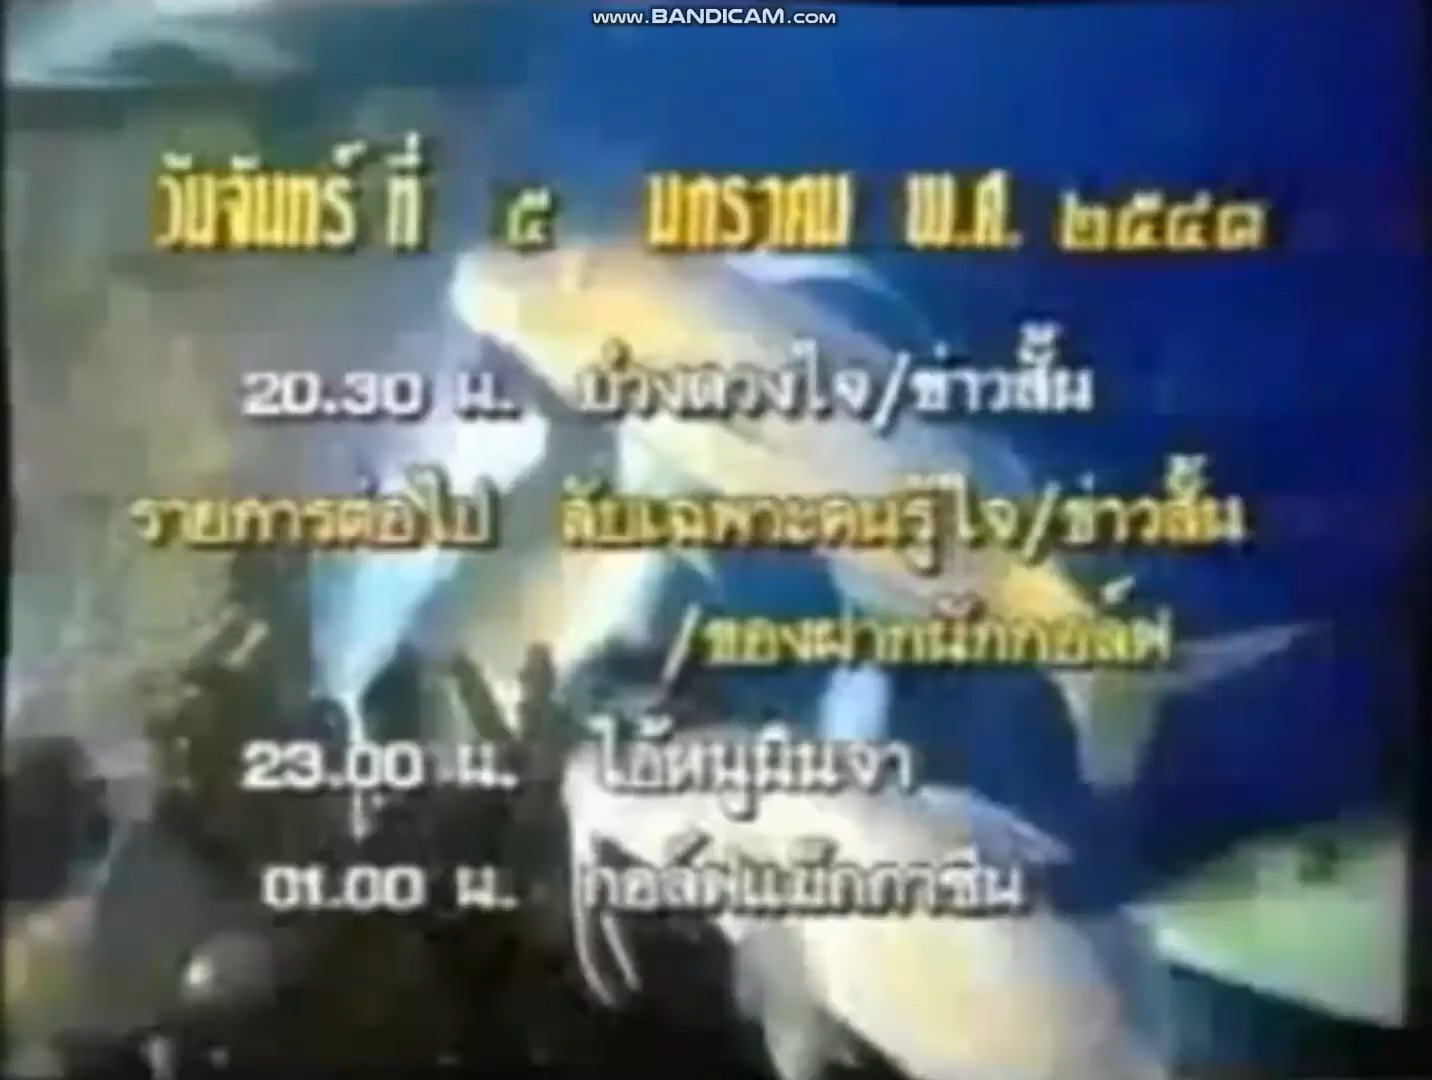 www.BANDICAM.com
วันจันทร์ ที่ ๕ มกราคม พ.ศ. ๒๕๔๑
20.30 น. บ่วงดวงใจ/ข่าวสั้น
รายการต่อไป ลับเฉพาะคนรู้ใจ/ข่าวสั้น
/ของฝากนักกอล์ฟ
23.00 น. ไอ้หนูมินจา
01.00 น. กอล์ฟแม็กกาซีน